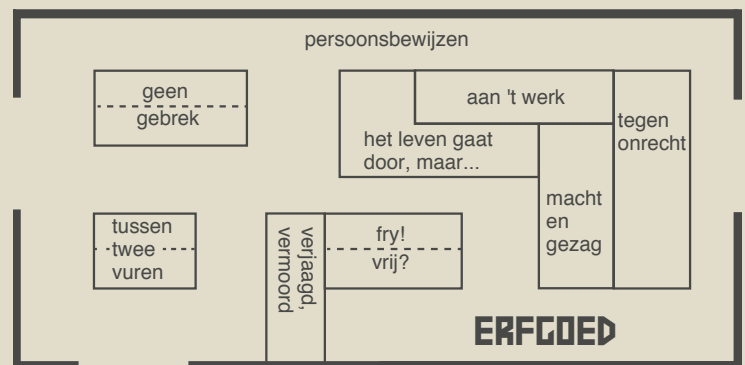 persoonsbewijzen
geen
gebrek
aan 't werk
het leven gaat
door, maar...
tegen
onrecht
macht
en
gezag
tussen
twee
vuren
verjaagd,
vermoord
fry!
vrij?
ERFGOED